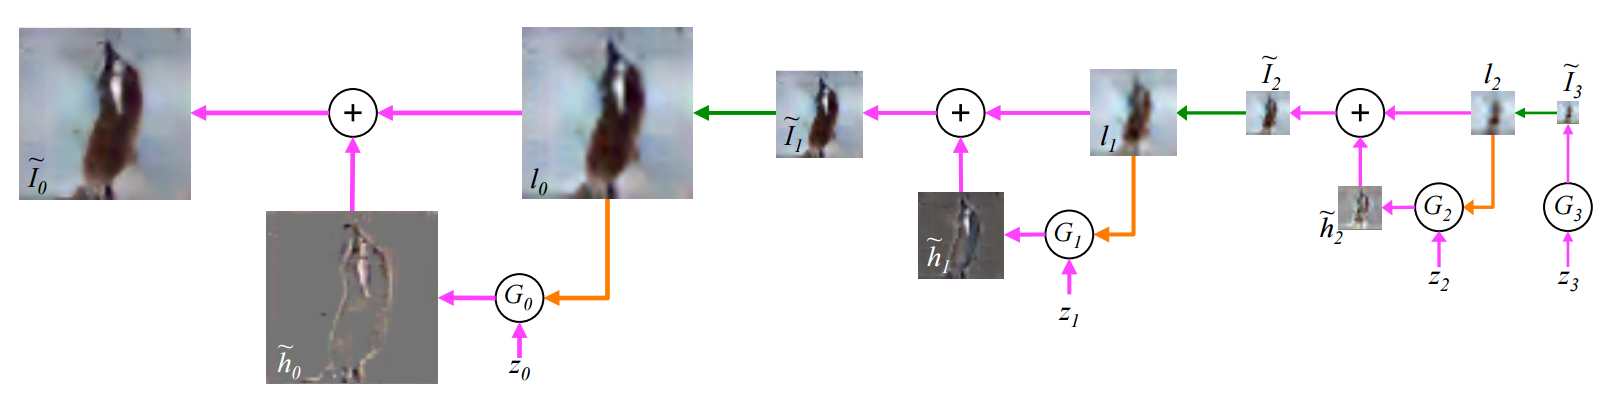 Ĩ₀
+
h̃₀
l₀
G₀
z₀
Ĩ₁
+
h̃₁
l₁
G₁
z₁
Ĩ₂
+
h̃₂
l₂
G₂
z₂
Ĩ₃
G₃
z₃